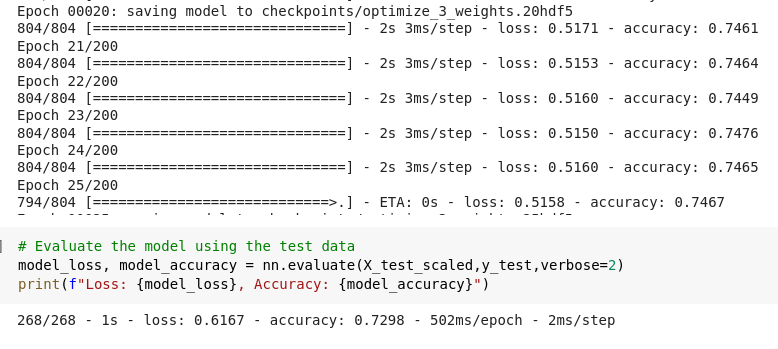 Epoch 00020: saving model to checkpoints/optimize_3_weights.20hdf5
804/804 [==============================] - 2s 3ms/step - loss: 0.5171 - accuracy: 0.7461
Epoch 21/200
804/804 [==============================] - 2s 3ms/step - loss: 0.5153 - accuracy: 0.7464
Epoch 22/200
804/804 [==============================] - 2s 3ms/step - loss: 0.5160 - accuracy: 0.7449
Epoch 23/200
804/804 [==============================] - 2s 3ms/step - loss: 0.5150 - accuracy: 0.7476
Epoch 24/200
804/804 [==============================] - 2s 3ms/step - loss: 0.5160 - accuracy: 0.7465
Epoch 25/200
794/804 [============================>.] - ETA: 0s - loss: 0.5158 - accuracy: 0.7467
# Evaluate the model using the test data
model_loss, model_accuracy = nn.evaluate(X_test_scaled,y_test,verbose=2)
print(f"Loss: {model_loss}, Accuracy: {model_accuracy}")
268/268 - 1s - loss: 0.6167 - accuracy: 0.7298 - 502ms/epoch - 2ms/step